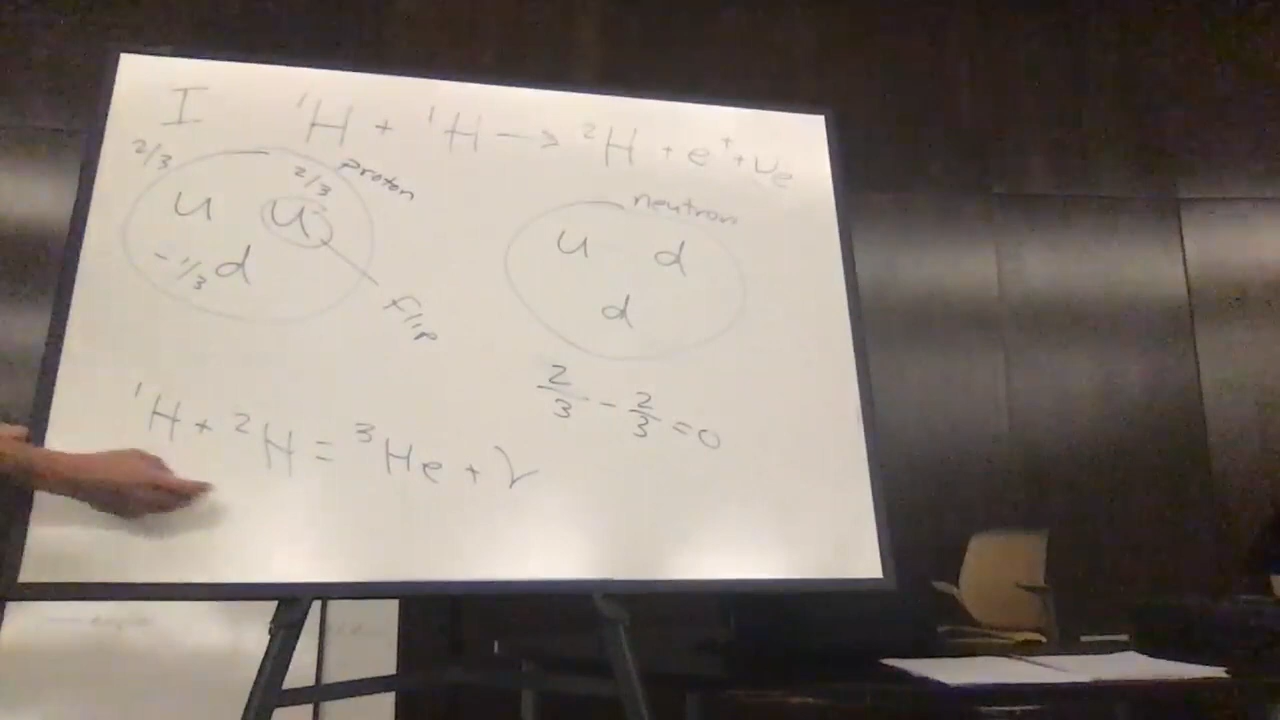 I ¹H + ¹H → ²H + e⁺ + νₑ
2/3 2/3 proton
u u
-1/3 d
flip
neutron
u d
d
2/3 - 2/3 = 0
¹H + ²H = ³He + γ